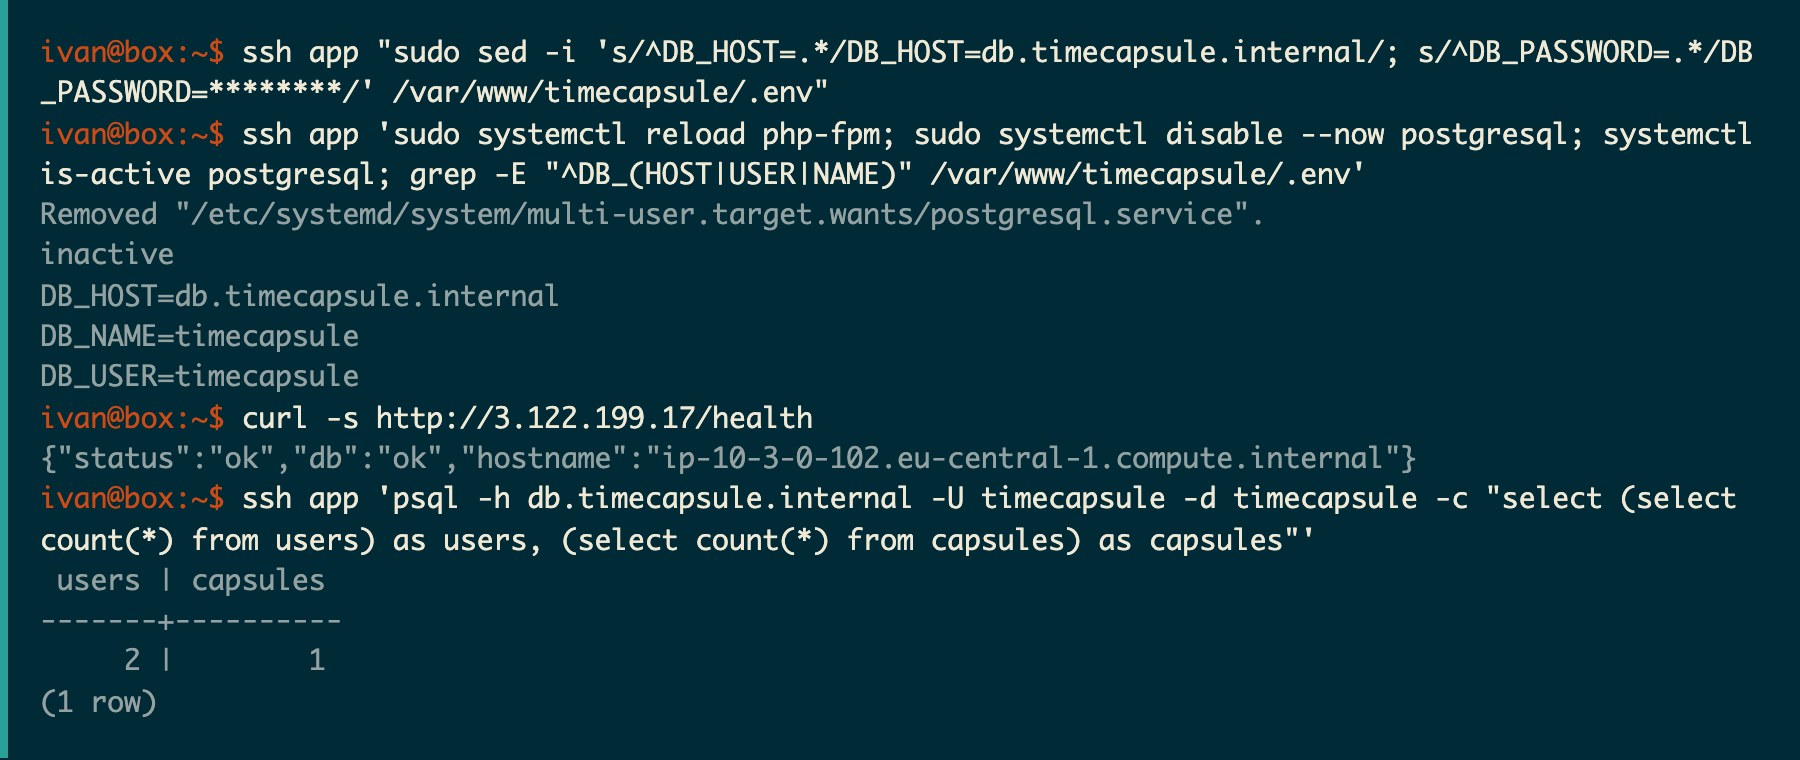 ivan@box:~$ ssh app "sudo sed -i 's/^DB_HOST=.*/DB_HOST=db.timecapsule.internal/; s/^DB_PASSWORD=.*/DB
_PASSWORD=********/' /var/www/timecapsule/.env"
ivan@box:~$ ssh app 'sudo systemctl reload php-fpm; sudo systemctl disable --now postgresql; systemctl
is-active postgresql; grep -E "^DB_(HOST|USER|NAME)" /var/www/timecapsule/.env'
Removed "/etc/systemd/system/multi-user.target.wants/postgresql.service".
inactive
DB_HOST=db.timecapsule.internal
DB_NAME=timecapsule
DB_USER=timecapsule
ivan@box:~$ curl -s http://3.122.199.17/health
{"status":"ok","db":"ok","hostname":"ip-10-3-0-102.eu-central-1.compute.internal"}
ivan@box:~$ ssh app 'psql -h db.timecapsule.internal -U timecapsule -d timecapsule -c "select (select
count(*) from users) as users, (select count(*) from capsules) as capsules"'
 users | capsules
-------+----------
     2 |        1
(1 row)